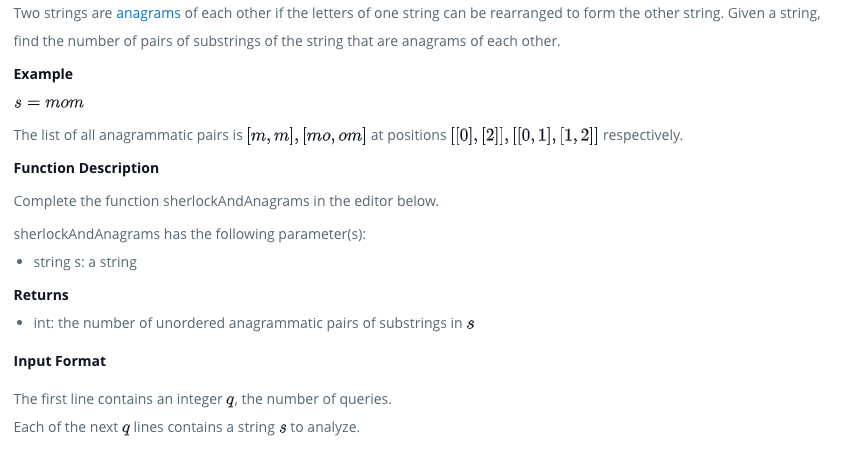 Two strings are anagrams of each other if the letters of one string can be rearranged to form the other string. Given a string,
find the number of pairs of substrings of the string that are anagrams of each other.
Example
s = mom
The list of all anagrammatic pairs is [m, m], [mo, om] at positions [[0], [2]], [[0, 1], [1, 2]] respectively.
Function Description
Complete the function sherlockAndAnagrams in the editor below.
sherlockAndAnagrams has the following parameter(s):
• string s: a string
Returns
• int: the number of unordered anagrammatic pairs of substrings in s
Input Format
The first line contains an integer q, the number of queries.
Each of the next q lines contains a string s to analyze.